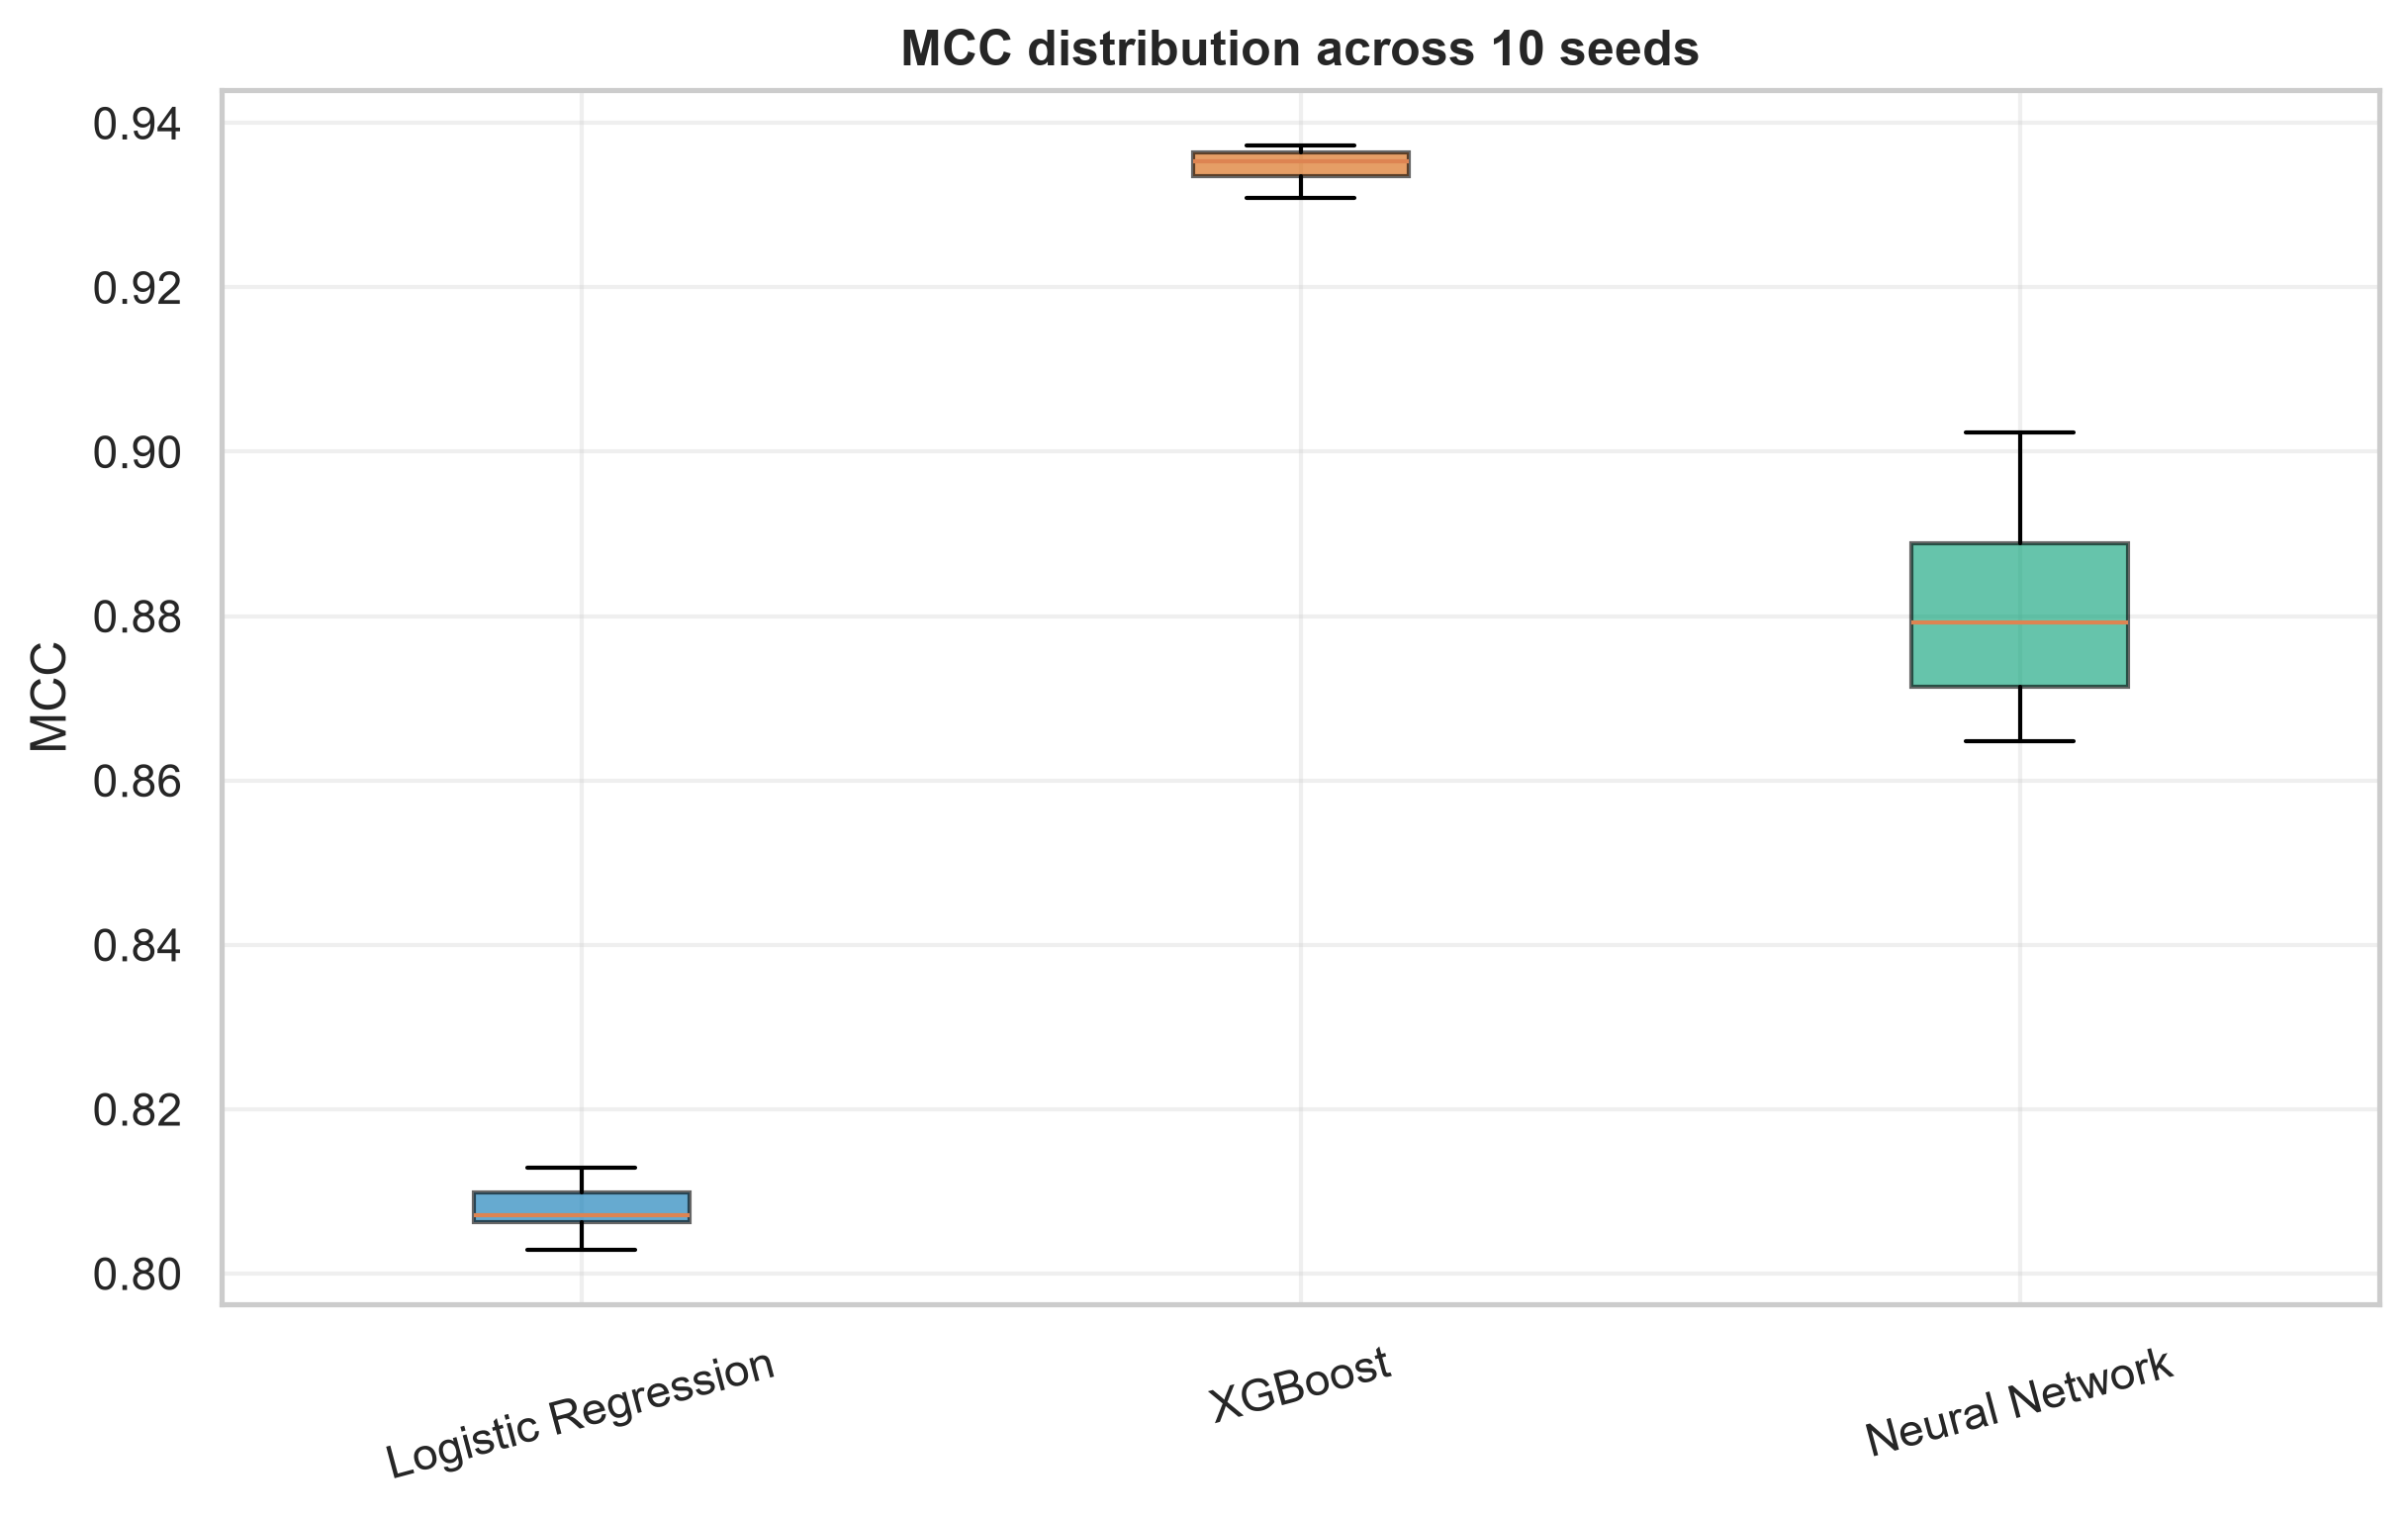 MCC distribution across 10 seeds
MCC
0.94
0.92
0.90
0.88
0.86
0.84
0.82
0.80
Logistic Regression
XGBoost
Neural Network